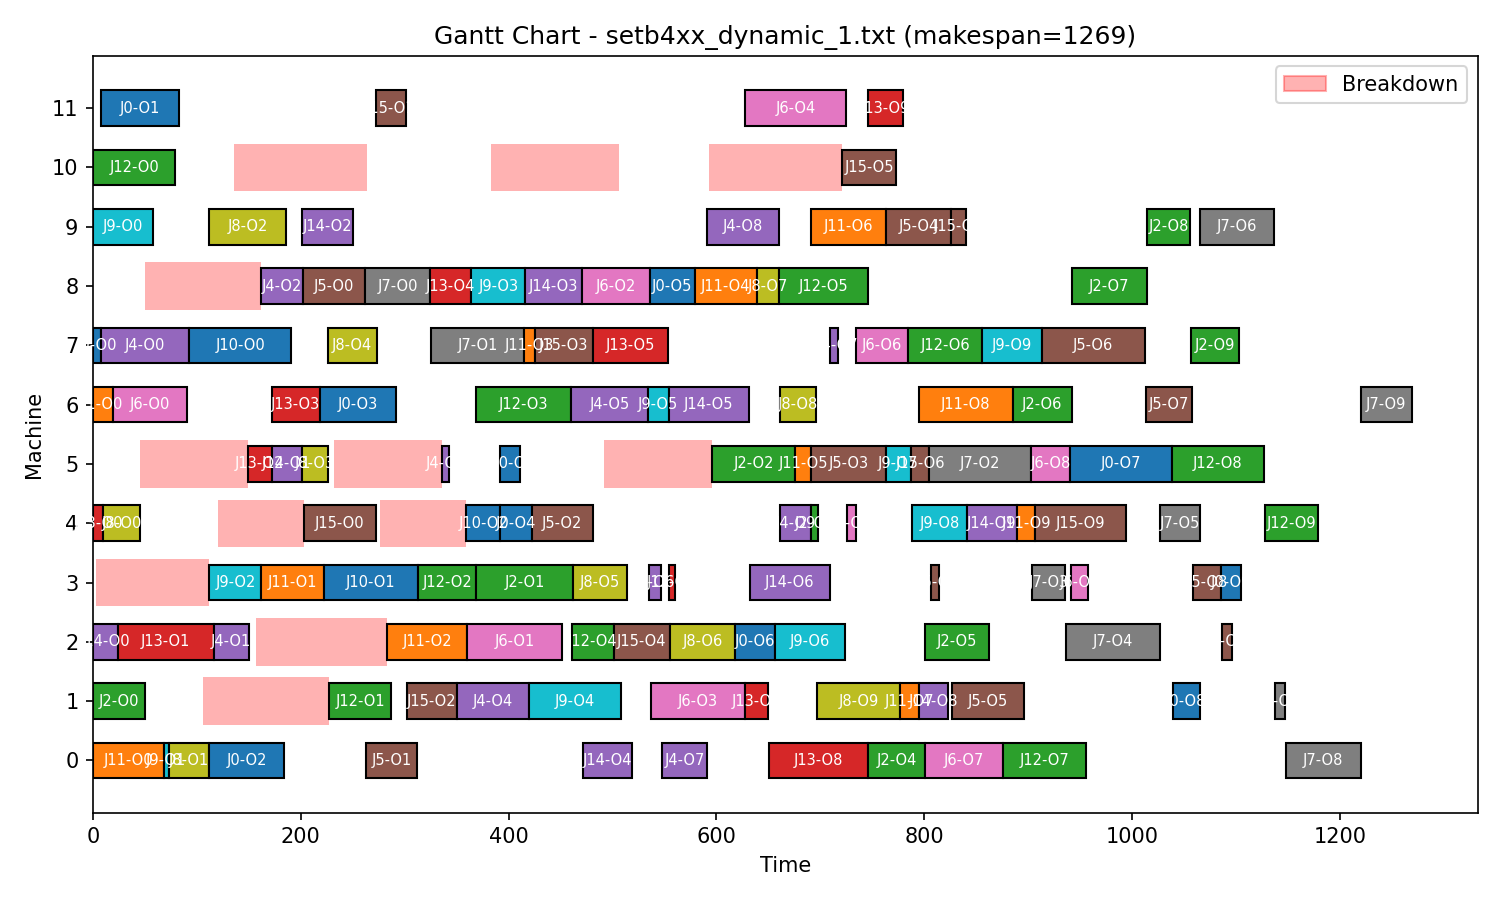 Gantt Chart - setb4xx_dynamic_1.txt (makespan=1269)
Breakdown
Machine
11 J0-O1 J6-O4
10 J12-O0 J15-O5
9 J9-O0 J8-O2 J14-O2 J4-O8 J11-O6 J5-O4 J2-O8 J7-O6
8 J4-O2 J5-O0 J7-O0 J13-O4 J9-O3 J14-O3 J6-O2 J0-O5 J11-O4 J8-O7 J12-O5 J2-O7
7 J4-O0 J10-O0 J8-O4 J7-O1 J13-O5 J6-O6 J12-O6 J9-O9 J5-O6 J2-O9
6 J6-O0 J13-O3 J0-O3 J12-O3 J4-O5 J9-O5 J14-O5 J8-O8 J11-O8 J2-O6 J5-O7 J7-O9
5 J2-O2 J11-O5 J5-O3 J7-O2 J6-O8 J0-O7 J12-O8
4 J15-O0 J10-O2 J5-O2 J9-O8 J11-O9 J15-O9 J7-O5 J12-O9
3 J9-O2 J11-O1 J10-O1 J12-O2 J2-O1 J8-O5 J14-O6
2 J13-O1 J4-O1 J11-O2 J6-O1 J15-O4 J8-O6 J0-O6 J9-O6 J2-O5 J7-O4
1 J2-O0 J12-O1 J15-O2 J4-O4 J9-O4 J6-O3 J8-O9 J5-O5
0 J11-O0 J0-O2 J5-O1 J14-O4 J4-O7 J13-O8 J2-O4 J6-O7 J12-O7 J7-O8
0 200 400 600 800 1000 1200
Time